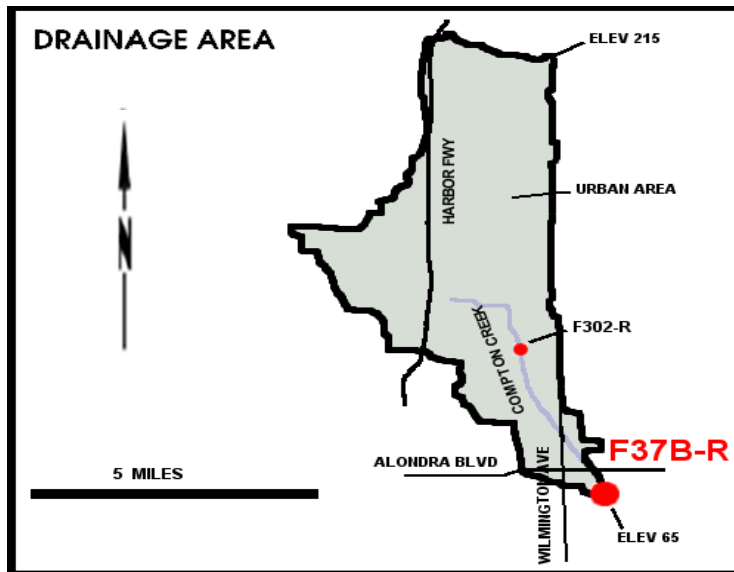 DRAINAGE AREA
ELEV 215
HARBOR FWY
URBAN AREA
N
F302-R
COMPTON CREEK
F37B-R
ALONDRA BLVD
5 MILES
WILMINGTON AVE
ELEV 65